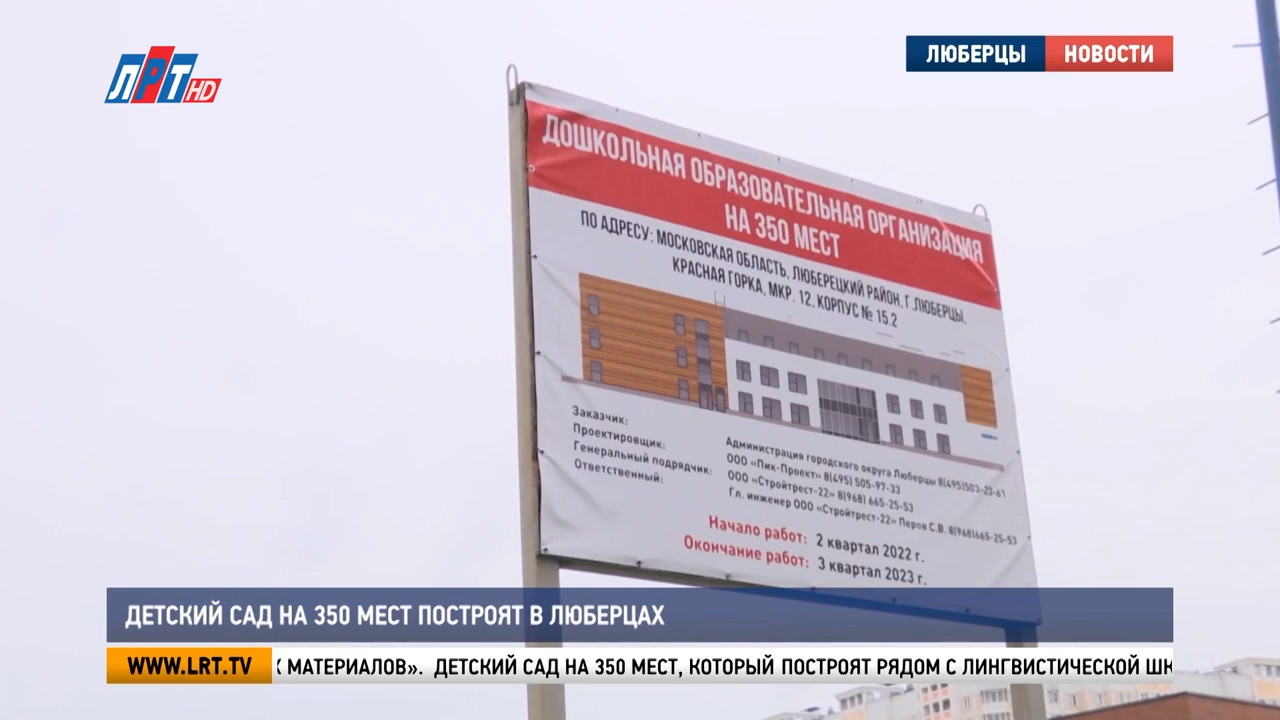 ЛРТ HD
ЛЮБЕРЦЫ НОВОСТИ
ДОШКОЛЬНАЯ ОБРАЗОВАТЕЛЬНАЯ ОРГАНИЗАЦИЯ
НА 350 МЕСТ
ПО АДРЕСУ: МОСКОВСКАЯ ОБЛАСТЬ, ЛЮБЕРЕЦКИЙ РАЙОН, Г.ЛЮБЕРЦЫ,
КРАСНАЯ ГОРКА, МКР. 12, КОРПУС № 15.2
Заказчик: Администрация городского округа Люберцы 8(495)503-23-61
Проектировщик: ООО «Пик-Проект» 8(495) 505-97-33
Генеральный подрядчик: ООО «Стройтрест-22» 8(968) 665-25-53
Ответственный: Гл. инженер ООО «Стройтрест-22» Перов С.В. 8(968)665-25-53
Начало работ: 2 квартал 2022 г.
Окончание работ: 3 квартал 2023 г.
ДЕТСКИЙ САД НА 350 МЕСТ ПОСТРОЯТ В ЛЮБЕРЦАХ
WWW.LRT.TV Х МАТЕРИАЛОВ». ДЕТСКИЙ САД НА 350 МЕСТ, КОТОРЫЙ ПОСТРОЯТ РЯДОМ С ЛИНГВИСТИЧЕСКОЙ ШК